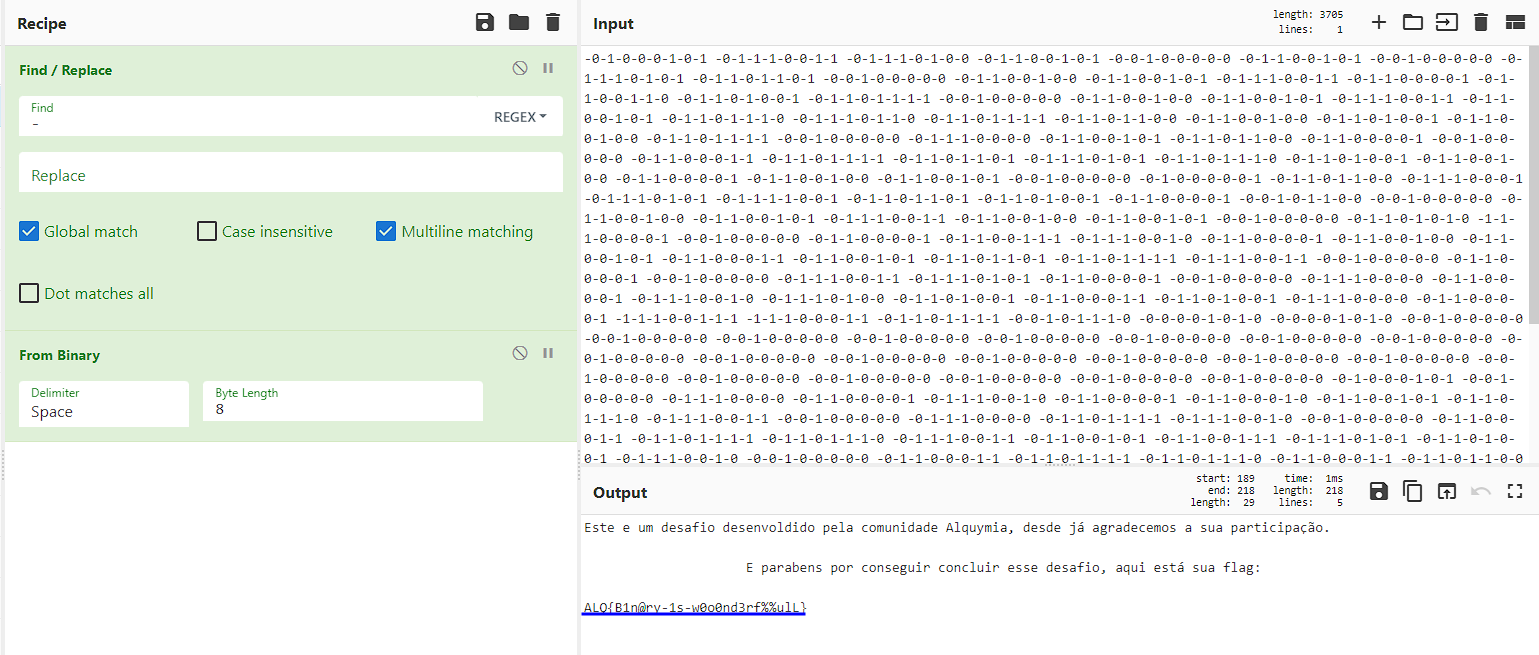 Recipe
Input
length: 3705
lines: 1
Find / Replace
Find
-
REGEX
Replace
Global match
Case insensitive
Multiline matching
Dot matches all
From Binary
Delimiter
Space
Byte Length
8
-0-1-0-0-0-1-0-1 -0-1-1-1-0-0-1-1 -0-1-1-1-0-1-0-0 -0-1-1-0-0-1-0-1 -0-0-1-0-0-0-0-0 -0-1-1-0-0-1-0-1 -0-0-1-0-0-0-0-0 -0-
1-1-1-0-1-0-1 -0-1-1-0-1-1-0-1 -0-0-1-0-0-0-0-0 -0-1-1-0-0-1-0-0 -0-1-1-0-0-1-0-1 -0-1-1-1-0-0-1-1 -0-1-1-0-0-0-0-1 -0-1-
1-0-0-1-1-0 -0-1-1-0-1-0-0-1 -0-1-1-0-1-1-1-1 -0-0-1-0-0-0-0-0 -0-1-1-0-0-1-0-0 -0-1-1-0-0-1-0-1 -0-1-1-1-0-0-1-1 -0-1-1-
0-0-1-0-1 -0-1-1-0-1-1-1-0 -0-1-1-1-0-1-1-0 -0-1-1-0-1-1-1-1 -0-1-1-0-1-1-0-0 -0-1-1-0-0-1-0-0 -0-1-1-0-1-0-0-1 -0-1-1-0-
0-1-0-0 -0-1-1-0-1-1-1-1 -0-0-1-0-0-0-0-0 -0-1-1-1-0-0-0-0 -0-1-1-0-0-1-0-1 -0-1-1-0-1-1-0-0 -0-1-1-0-0-0-0-1 -0-0-1-0-0-
0-0-0 -0-1-1-0-0-0-1-1 -0-1-1-0-1-1-1-1 -0-1-1-0-1-1-0-1 -0-1-1-1-0-1-0-1 -0-1-1-0-1-1-1-0 -0-1-1-0-1-0-0-1 -0-1-1-0-0-1-
0-0 -0-1-1-0-0-0-0-1 -0-1-1-0-0-1-0-0 -0-1-1-0-0-1-0-1 -0-0-1-0-0-0-0-0 -0-1-0-0-0-0-0-1 -0-1-1-0-1-1-0-0 -0-1-1-1-0-0-0-1
-0-1-1-1-0-1-0-1 -0-1-1-1-1-0-0-1 -0-1-1-0-1-1-0-1 -0-1-1-0-1-0-0-1 -0-1-1-0-0-0-0-1 -0-0-1-0-1-1-0-0 -0-0-1-0-0-0-0-0 -0-
1-1-0-0-1-0-0 -0-1-1-0-0-1-0-1 -0-1-1-1-0-0-1-1 -0-1-1-0-0-1-0-0 -0-1-1-0-0-1-0-1 -0-0-1-0-0-0-0-0 -0-1-1-0-1-0-1-0 -1-1-
1-0-0-0-0-1 -0-0-1-0-0-0-0-0 -0-1-1-0-0-0-0-1 -0-1-1-0-0-1-1-1 -0-1-1-1-0-0-1-0 -0-1-1-0-0-0-0-1 -0-1-1-0-0-1-0-0 -0-1-1-
0-0-1-0-1 -0-1-1-0-0-0-1-1 -0-1-1-0-0-1-0-1 -0-1-1-0-1-1-0-1 -0-1-1-0-1-1-1-1 -0-1-1-1-0-0-1-1 -0-0-1-0-0-0-0-0 -0-1-1-0-
0-0-0-1 -0-0-1-0-0-0-0-0 -0-1-1-1-0-0-1-1 -0-1-1-1-0-1-0-1 -0-1-1-0-0-0-0-1 -0-0-1-0-0-0-0-0 -0-1-1-1-0-0-0-0 -0-1-1-0-0-
0-0-1 -0-1-1-1-0-0-1-0 -0-1-1-1-0-1-0-0 -0-1-1-0-1-0-0-1 -0-1-1-0-0-0-1-1 -0-1-1-0-1-0-0-1 -0-1-1-1-0-0-0-0 -0-1-1-0-0-0-
0-1 -1-1-1-0-0-1-1-1 -1-1-1-0-0-0-1-1 -0-1-1-0-1-1-1-1 -0-0-1-0-1-1-1-0 -0-0-0-0-1-0-1-0 -0-0-0-0-1-0-1-0 -0-0-1-0-0-0-0-0
-0-0-1-0-0-0-0-0 -0-0-1-0-0-0-0-0 -0-0-1-0-0-0-0-0 -0-0-1-0-0-0-0-0 -0-0-1-0-0-0-0-0 -0-0-1-0-0-0-0-0 -0-0-1-0-0-0-0-0 -0-
0-1-0-0-0-0-0 -0-0-1-0-0-0-0-0 -0-0-1-0-0-0-0-0 -0-0-1-0-0-0-0-0 -0-0-1-0-0-0-0-0 -0-0-1-0-0-0-0-0 -0-0-1-0-0-0-0-0 -0-0-
1-0-0-0-0-0 -0-0-1-0-0-0-0-0 -0-0-1-0-0-0-0-0 -0-0-1-0-0-0-0-0 -0-0-1-0-0-0-0-0 -0-0-1-0-0-0-0-0 -0-1-0-0-0-1-0-1 -0-0-1-
0-0-0-0-0 -0-1-1-1-0-0-0-0 -0-1-1-0-0-0-0-1 -0-1-1-1-0-0-1-0 -0-1-1-0-0-0-0-1 -0-1-1-0-0-0-1-0 -0-1-1-0-0-1-0-1 -0-1-1-0-
1-1-1-0 -0-1-1-1-0-0-1-1 -0-0-1-0-0-0-0-0 -0-1-1-1-0-0-0-0 -0-1-1-0-1-1-1-1 -0-1-1-1-0-0-1-0 -0-0-1-0-0-0-0-0 -0-1-1-0-0-
0-1-1 -0-1-1-0-1-1-1-1 -0-1-1-0-1-1-1-0 -0-1-1-1-0-0-1-1 -0-1-1-0-0-1-0-1 -0-1-1-0-0-1-1-1 -0-1-1-1-0-1-0-1 -0-1-1-0-1-0-
0-1 -0-1-1-1-0-0-1-0 -0-0-1-0-0-0-0-0 -0-1-1-0-0-0-1-1 -0-1-1-0-1-1-1-1 -0-1-1-0-1-1-1-0 -0-1-1-0-0-0-1-1 -0-1-1-0-1-1-0-0
Output
start: 189
end: 218
length: 29
time: 1ms
length: 218
lines: 5
Este e um desafio desenvoldido pela comunidade Alquymia, desde já agradecemos a sua participação.
E parabens por conseguir concluir esse desafio, aqui está sua flag:
ALQ{B1n@ry-1s-w0o0nd3rf%%ulL}